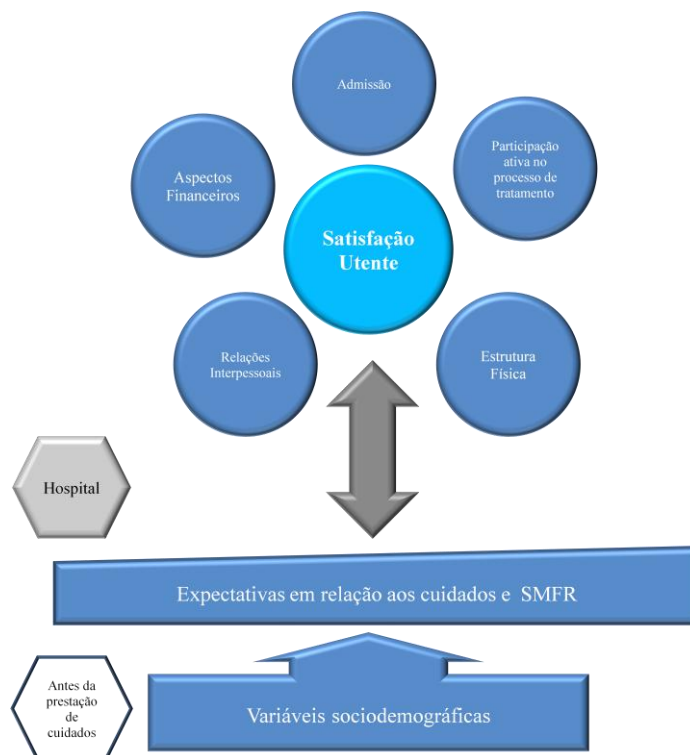 Admissão
Participação
ativa no
processo de
tratamento
Aspectos
Financeiros
Satisfação
Utente
Relações
Interpessoais
Estrutura
Física
Hospital
Expectativas em relação aos cuidados e SMFR
Antes da
prestação
de
cuidados
Variáveis sociodemográficas